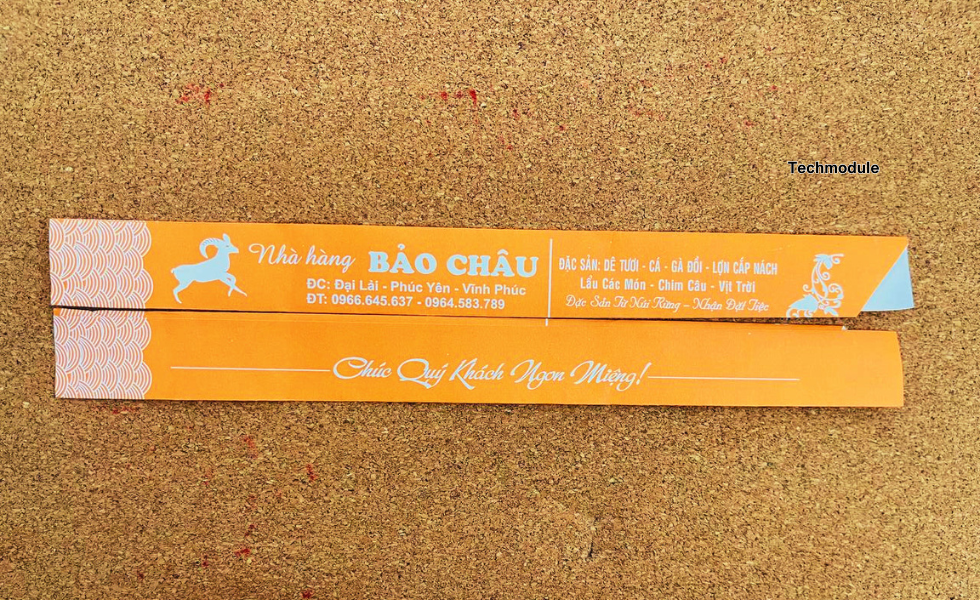 Techmodule
Nhà hàng BẢO CHÂU
ĐC: Đại Lải - Phúc Yên - Vĩnh Phúc
ĐT: 0966.645.637 - 0964.583.789
ĐẶC SẢN: DÊ TƯƠI - CÁ - GÀ ĐỒI - LỢN CẮP NÁCH
Lẩu Các Món - Chim Câu - Vịt Trời
Đặc Sản Từ Núi Rừng - Nhận Đặt Tiệc
Chúc Quý Khách Ngon Miệng!